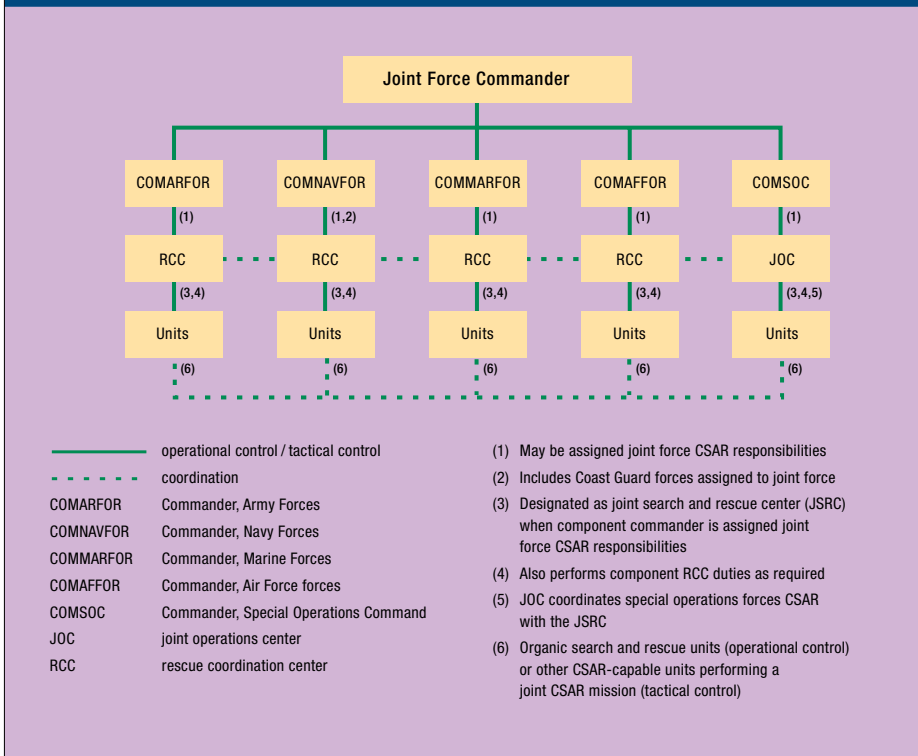 Joint Force Commander
COMARFOR COMNAVFOR COMMARFOR COMAFFOR COMSOC
(1) (1,2) (1) (1) (1)
RCC RCC RCC RCC JOC
(3,4) (3,4) (3,4) (3,4) (3,4,5)
Units Units Units Units Units
(6) (6) (6) (6) (6)
operational control / tactical control
coordination
COMARFOR Commander, Army Forces
COMNAVFOR Commander, Navy Forces
COMMARFOR Commander, Marine Forces
COMAFFOR Commander, Air Force forces
COMSOC Commander, Special Operations Command
JOC joint operations center
RCC rescue coordination center
(1) May be assigned joint force CSAR responsibilities
(2) Includes Coast Guard forces assigned to joint force
(3) Designated as joint search and rescue center (JSRC)
when component commander is assigned joint
force CSAR responsibilities
(4) Also performs component RCC duties as required
(5) JOC coordinates special operations forces CSAR
with the JSRC
(6) Organic search and rescue units (operational control)
or other CSAR-capable units performing a
joint CSAR mission (tactical control)